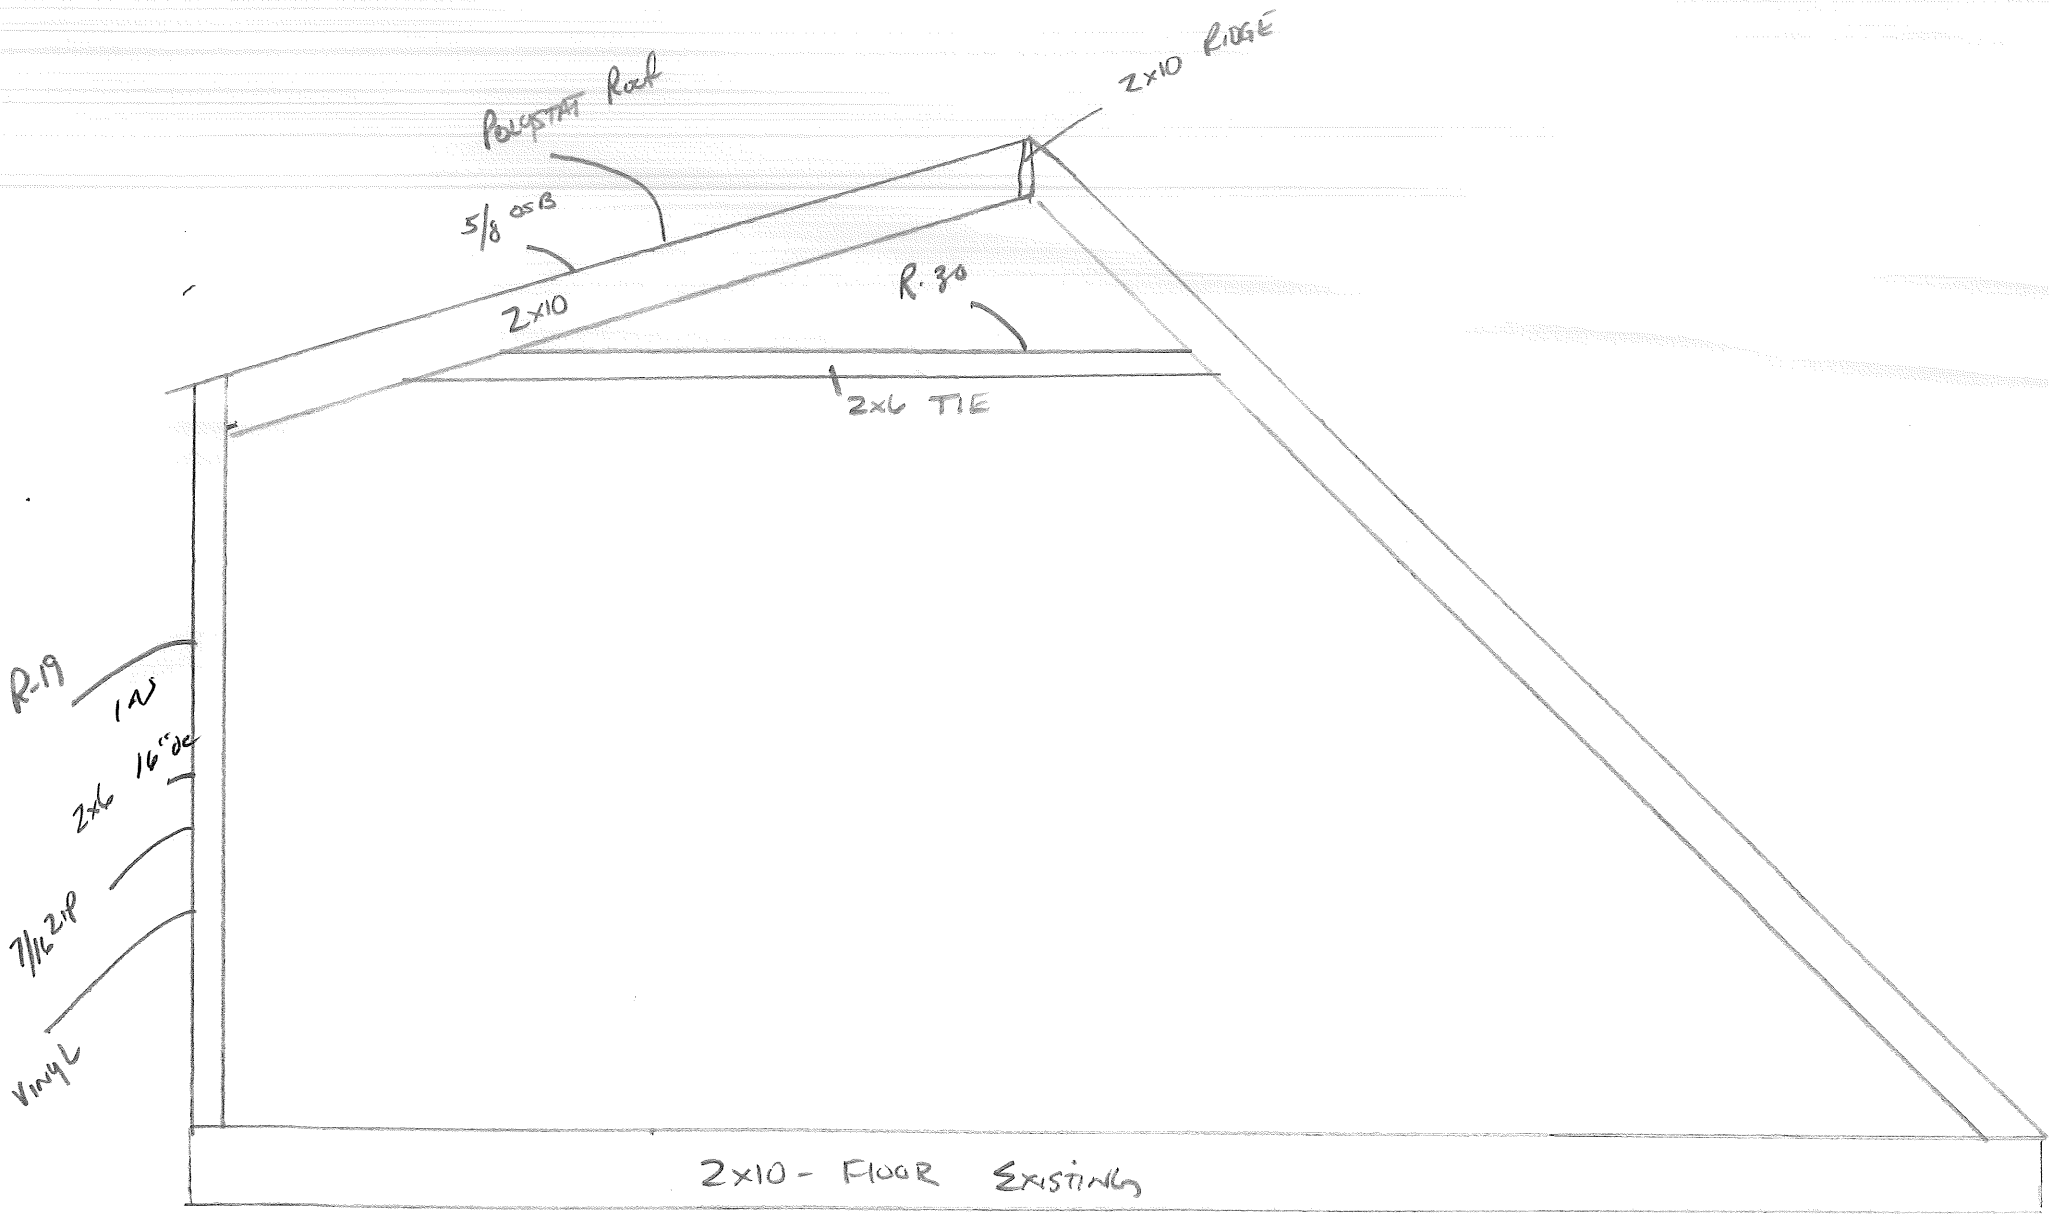 2x10 RIDGE
POLYSTAT Roof
5/8 OSB
2x10
R-30
2x6 TIE
R-19
IN
2x6 16"oc
7/16 ZIP
VINYL
2x10 - FLOOR EXISTING